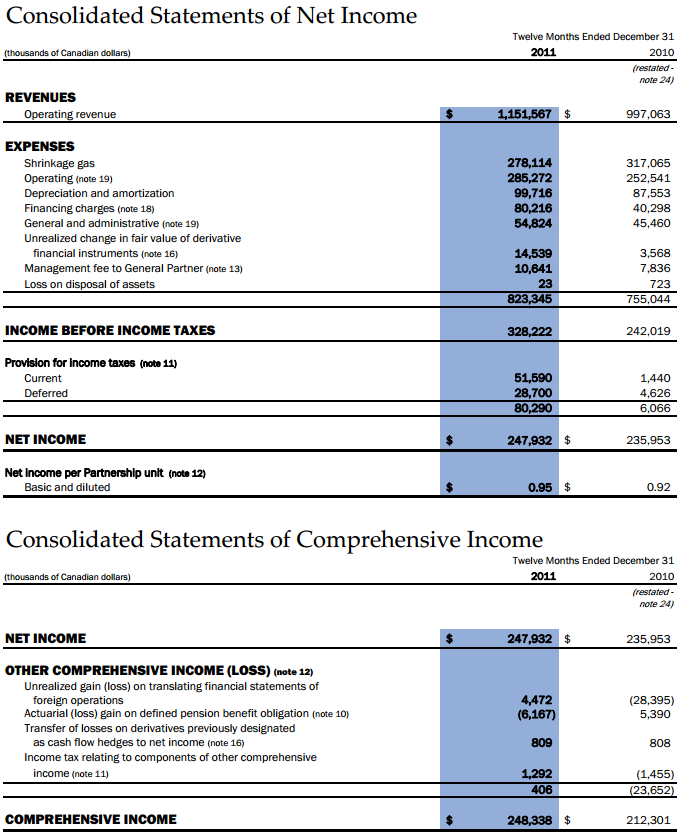 Consolidated Statements of Net Income
Twelve Months Ended December 31
(thousands of Canadian dollars) 2011 2010
(restated -
note 24)
REVENUES
Operating revenue $ 1,151,567 $ 997,063
EXPENSES
Shrinkage gas 278,114 317,065
Operating (note 19) 285,272 252,541
Depreciation and amortization 99,716 87,553
Financing charges (note 18) 80,216 40,298
General and administrative (note 19) 54,824 45,460
Unrealized change in fair value of derivative
financial instruments (note 16) 14,539 3,568
Management fee to General Partner (note 13) 10,641 7,836
Loss on disposal of assets 23 723
823,345 755,044
INCOME BEFORE INCOME TAXES 328,222 242,019
Provision for income taxes (note 11)
Current 51,590 1,440
Deferred 28,700 4,626
80,290 6,066
NET INCOME $ 247,932 $ 235,953
Net income per Partnership unit (note 12)
Basic and diluted $ 0.95 $ 0.92
Consolidated Statements of Comprehensive Income
Twelve Months Ended December 31
(thousands of Canadian dollars) 2011 2010
(restated -
note 24)
NET INCOME $ 247,932 $ 235,953
OTHER COMPREHENSIVE INCOME (LOSS) (note 12)
Unrealized gain (loss) on translating financial statements of
foreign operations 4,472 (28,395)
Actuarial (loss) gain on defined pension benefit obligation (note 10) (6,167) 5,390
Transfer of losses on derivatives previously designated
as cash flow hedges to net income (note 16) 809 808
Income tax relating to components of other comprehensive
income (note 11) 1,292 (1,455)
406 (23,652)
COMPREHENSIVE INCOME $ 248,338 $ 212,301